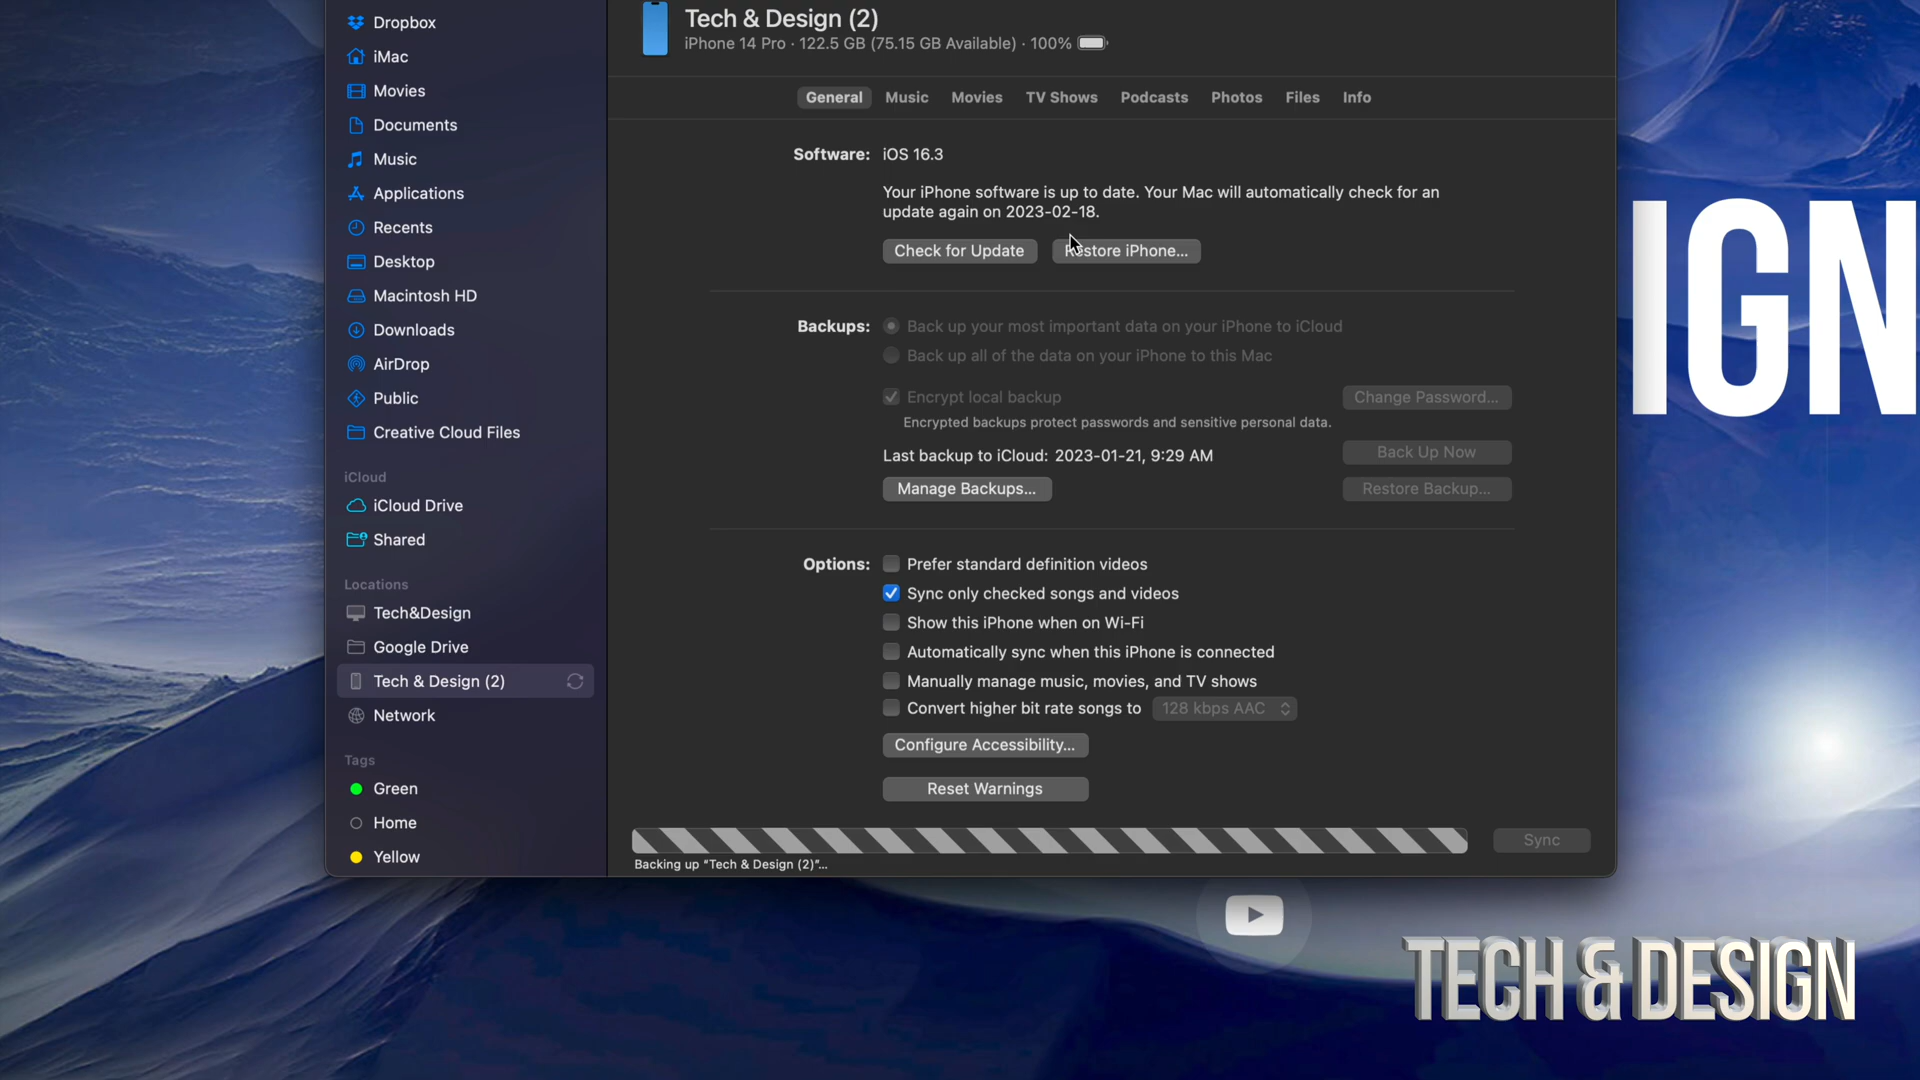 Dropbox
iMac
Movies
Documents
Music
Applications
Recents
Desktop
Macintosh HD
Downloads
AirDrop
Public
Creative Cloud Files
iCloud
iCloud Drive
Shared
Locations
Tech&Design
Google Drive
Tech & Design (2)
Network
Tags
Green
Home
Yellow
Tech & Design (2)
iPhone 14 Pro · 122.5 GB (75.15 GB Available) · 100%
General Music Movies TV Shows Podcasts Photos Files Info
Software: iOS 16.3
Your iPhone software is up to date. Your Mac will automatically check for an
update again on 2023-02-18.
Check for Update Restore iPhone...
Backups: Back up your most important data on your iPhone to iCloud
Back up all of the data on your iPhone to this Mac
Encrypt local backup Change Password...
Encrypted backups protect passwords and sensitive personal data.
Last backup to iCloud: 2023-01-21, 9:29 AM Back Up Now
Manage Backups... Restore Backup...
Options: Prefer standard definition videos
Sync only checked songs and videos
Show this iPhone when on Wi-Fi
Automatically sync when this iPhone is connected
Manually manage music, movies, and TV shows
Convert higher bit rate songs to 128 kbps AAC
Configure Accessibility...
Reset Warnings
Sync
Backing up "Tech & Design (2)"...
IGN
TECH & DESIGN